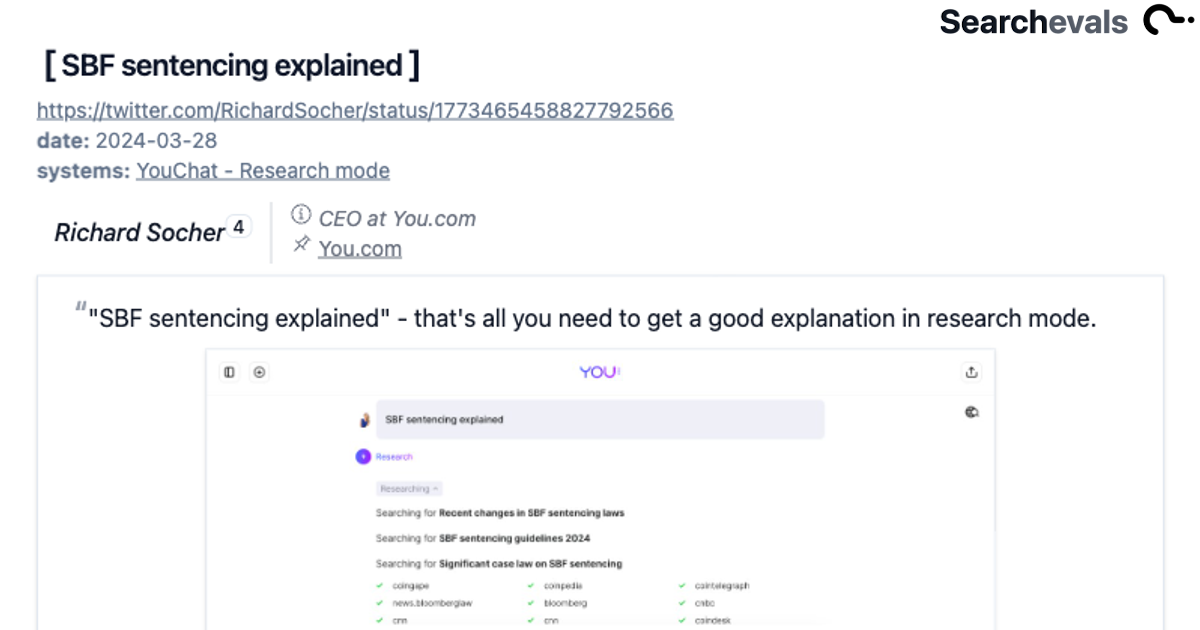 Searchevals
[ SBF sentencing explained ]
https://twitter.com/RichardSocher/status/1773465458827792566
date: 2024-03-28
systems: YouChat - Research mode
Richard Socher 4
CEO at You.com
You.com
“"SBF sentencing explained" - that's all you need to get a good explanation in research mode.
YOU
SBF sentencing explained
Research
Researching
Searching for Recent changes in SBF sentencing laws
Searching for SBF sentencing guidelines 2024
Searching for Significant case law on SBF sentencing
coingape coinpedia cointelegraph
news.bloomberglaw bloomberg cnbc
cnn cnn coindesk